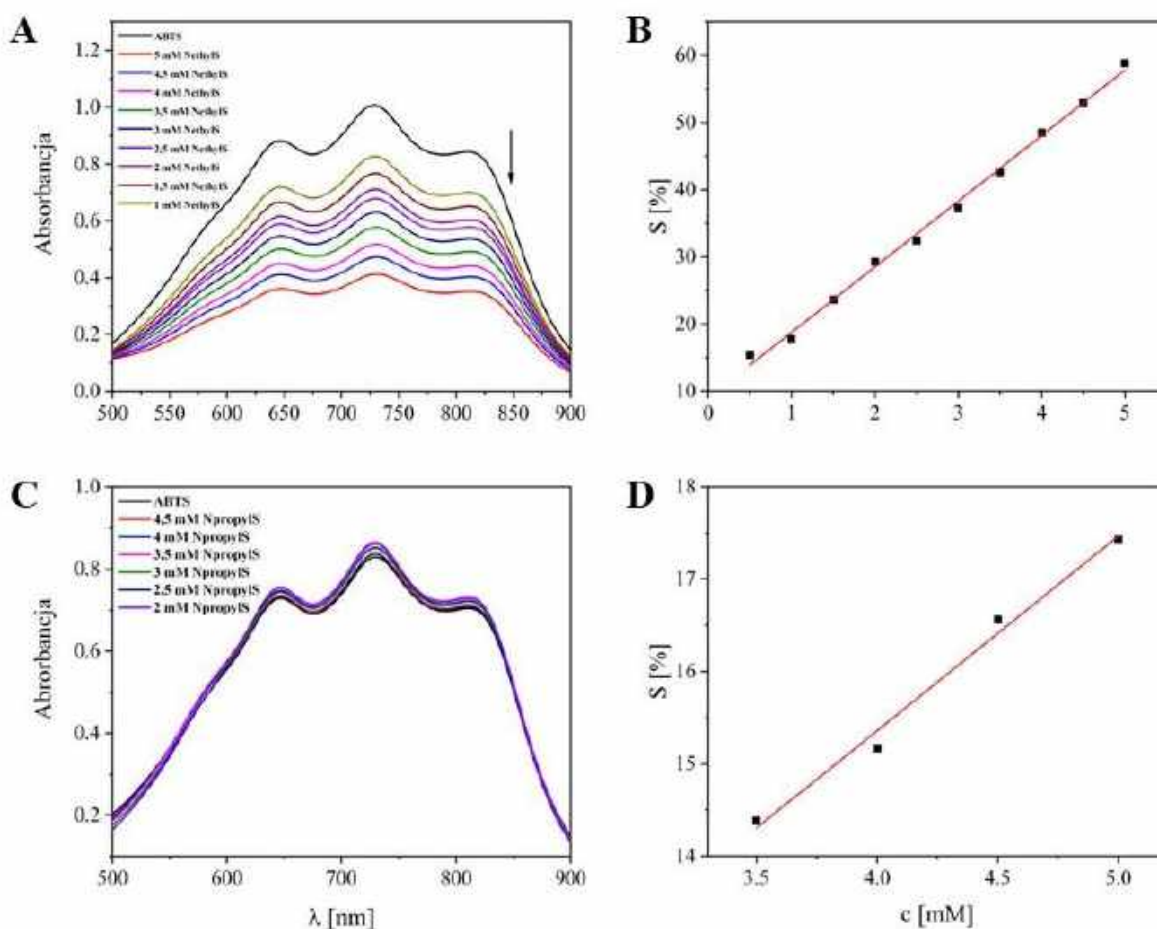 A
Absorbancja
1.2
1.0
0.8
0.6
0.4
0.2
0.0
ABTS
5 mM NethylS
4,5 mM NethylS
4 mM NethylS
3,5 mM NethylS
3 mM NethylS
2,5 mM NethylS
2 mM NethylS
1,5 mM NethylS
1 mM NethylS
500 550 600 650 700 750 800 850 900
B
S [%]
60
50
40
30
20
10
0 1 2 3 4 5
C
Abrorbancja
1.0
0.8
0.6
0.4
0.2
ABTS
4,5 mM NpropylS
4 mM NpropylS
3.5 mM NpropylS
3 mM NpropylS
2.5 mM NpropylS
2 mM NpropylS
500 600 700 800 900
λ [nm]
D
S [%]
18
17
16
15
14
3.5 4.0 4.5 5.0
c [mM]